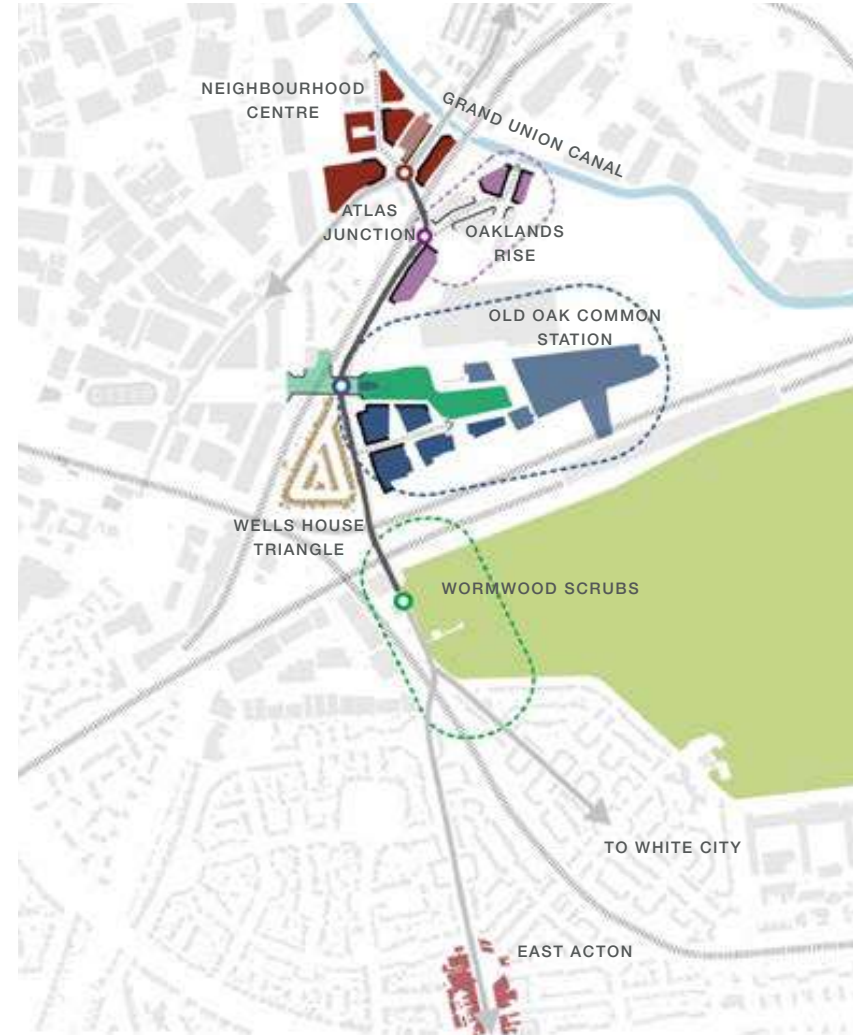 NEIGHBOURHOOD
CENTRE
GRAND UNION CANAL
ATLAS
JUNCTION
OAKLANDS
RISE
OLD OAK COMMON
STATION
WELLS HOUSE
TRIANGLE
WORMWOOD SCRUBS
TO WHITE CITY
EAST ACTON